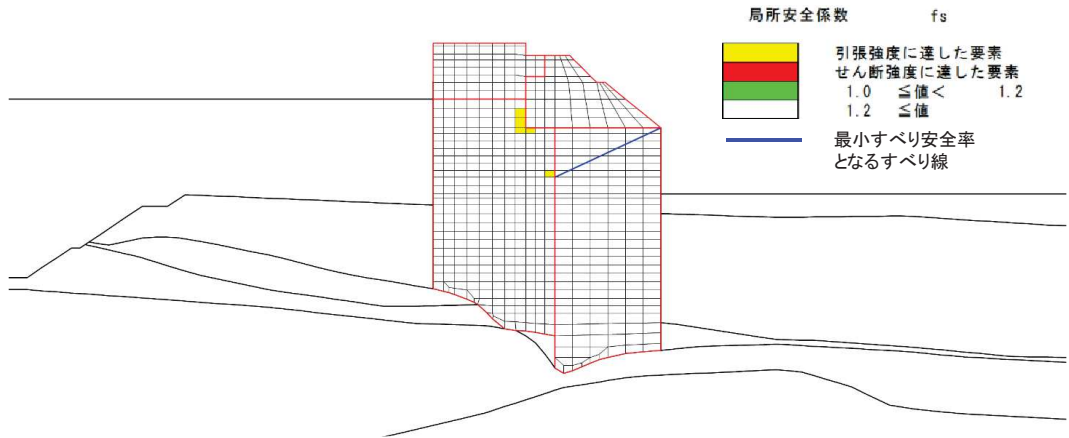 局所安全係数 fs
引張強度に達した要素
せん断強度に達した要素
1.0 ≦値< 1.2
1.2 ≦値
最小すべり安全率
となるすべり線